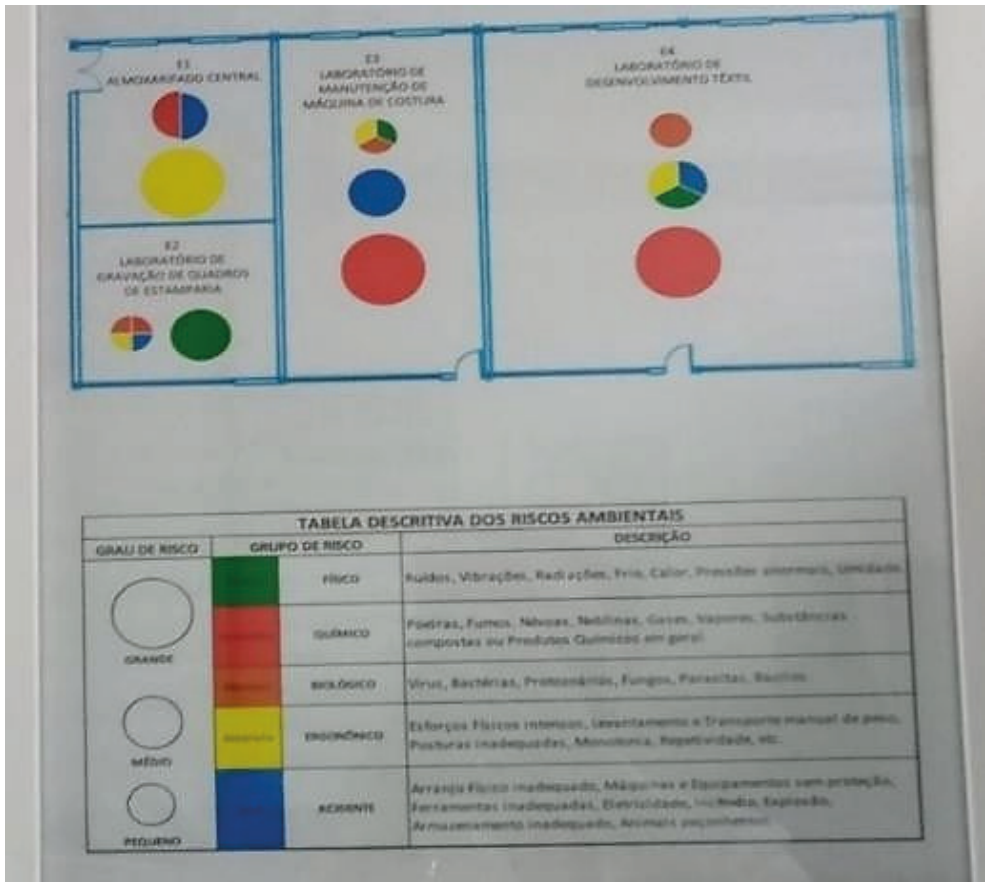 E1
ALMOXARIFADO CENTRAL
E2
LABORATÓRIO DE
GRAVAÇÃO DE QUADROS
DE ESTAMPARIA
E3
LABORATÓRIO DE
MANUTENÇÃO DE
MÁQUINA DE COSTURA
E4
LABORATÓRIO DE
DESENVOLVIMENTO TÊXTIL
TABELA DESCRITIVA DOS RISCOS AMBIENTAIS
GRAU DE RISCO
GRUPO DE RISCO
DESCRIÇÃO
GRANDE
MÉDIO
PEQUENO
FÍSICO
Ruídos, Vibrações, Radiações, Frio, Calor, Pressões anormais, Umidade
QUÍMICO
Poeiras, Fumos, Névoas, Neblinas, Gases, Vapores, Substâncias
compostas ou Produtos Químicos em geral
BIOLÓGICO
Vírus, Bactérias, Protozoários, Fungos, Parasitas, Bacilos
ERGONÔMICO
Esforços Físicos intensos, Levantamento e Transporte manual de peso,
Posturas inadequadas, Monotonia, Repetividade, etc.
ACIDENTE
Arranjo Físico inadequado, Máquinas e Equipamentos sem proteção,
Ferramentas inadequadas, Eletricidade, Incêndio, Explosão,
Armazenamento inadequado, Animais peçonhentos